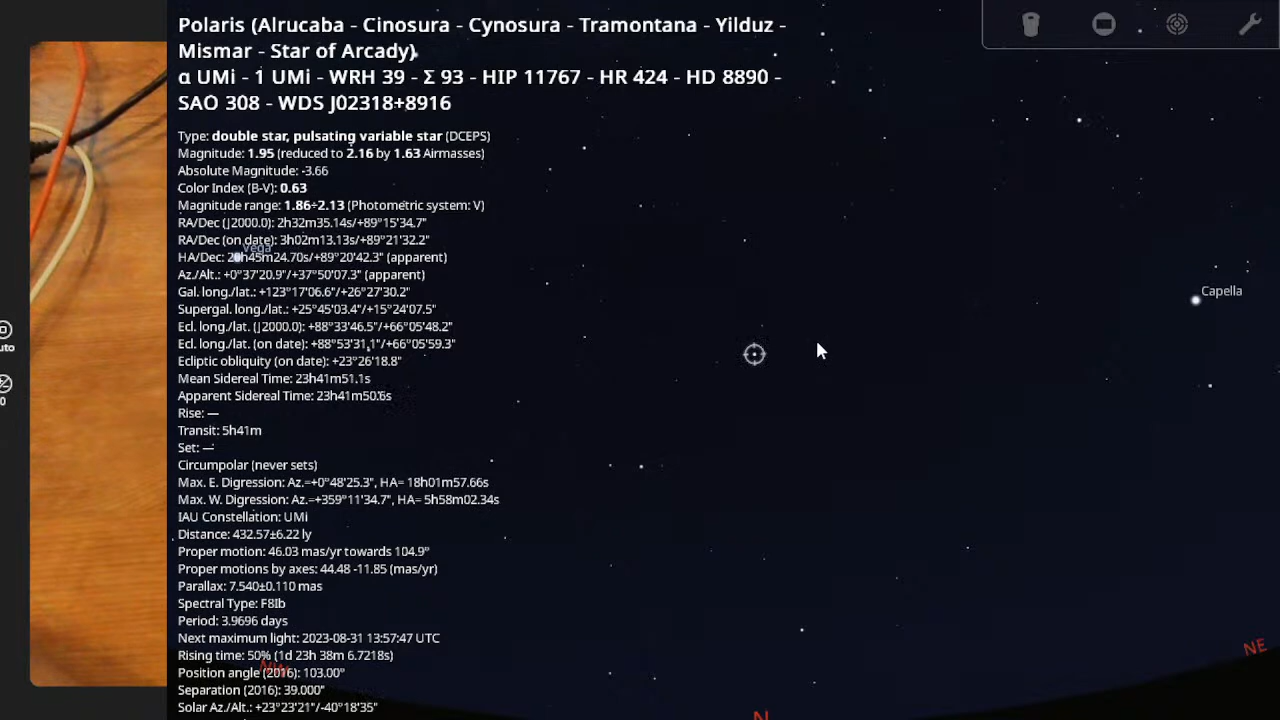 Polaris (Alrucaba - Cinosura - Cynosura - Tramontana - Yilduz -
Mismar - Star of Arcady)
α UMi - 1 UMi - WRH 39 - Σ 93 - HIP 11767 - HR 424 - HD 8890 -
SAO 308 - WDS J02318+8916
Type: double star, pulsating variable star (DCEPS)
Magnitude: 1.95 (reduced to 2.16 by 1.63 Airmasses)
Absolute Magnitude: -3.66
Color Index (B-V): 0.63
Magnitude range: 1.86÷2.13 (Photometric system: V)
RA/Dec (J2000.0): 2h32m35.14s/+89°15'34.7"
RA/Dec (on date): 3h02m13.13s/+89°21'32.2"
Vega
HA/Dec: 20h45m24.70s/+89°20'42.3" (apparent)
Az./Alt.: +0°37'20.9"/+37°50'07.3" (apparent)
Gal. long./lat.: +123°17'06.6"/+26°27'30.2"
Capella
Supergal. long./lat.: +25°45'03.4"/+15°24'07.5"
Ecl. long./lat. (J2000.0): +88°33'46.5"/+66°05'48.2"
uto
Ecl. long./lat. (on date): +88°53'31.1"/+66°05'59.3"
Ecliptic obliquity (on date): +23°26'18.8"
Mean Sidereal Time: 23h41m51.1s
Apparent Sidereal Time: 23h41m50.6s
0
Rise: —
Transit: 5h41m
Set: —
Circumpolar (never sets)
Max. E. Digression: Az.=+0°48'25.3", HA= 18h01m57.66s
Max. W. Digression: Az.=+359°11'34.7", HA= 5h58m02.34s
IAU Constellation: UMi
Distance: 432.57±6.22 ly
Proper motion: 46.03 mas/yr towards 104.9°
Proper motions by axes: 44.48 -11.85 (mas/yr)
Parallax: 7.540±0.110 mas
Spectral Type: F8Ib
Period: 3.9696 days
Next maximum light: 2023-08-31 13:57:47 UTC
NE
Rising time: 50% (1d 23h 38m 6.7218s)
NW
Position angle (2016): 103.00°
Separation (2016): 39.000"
Solar Az./Alt.: +23°23'21"/-40°18'35"
N